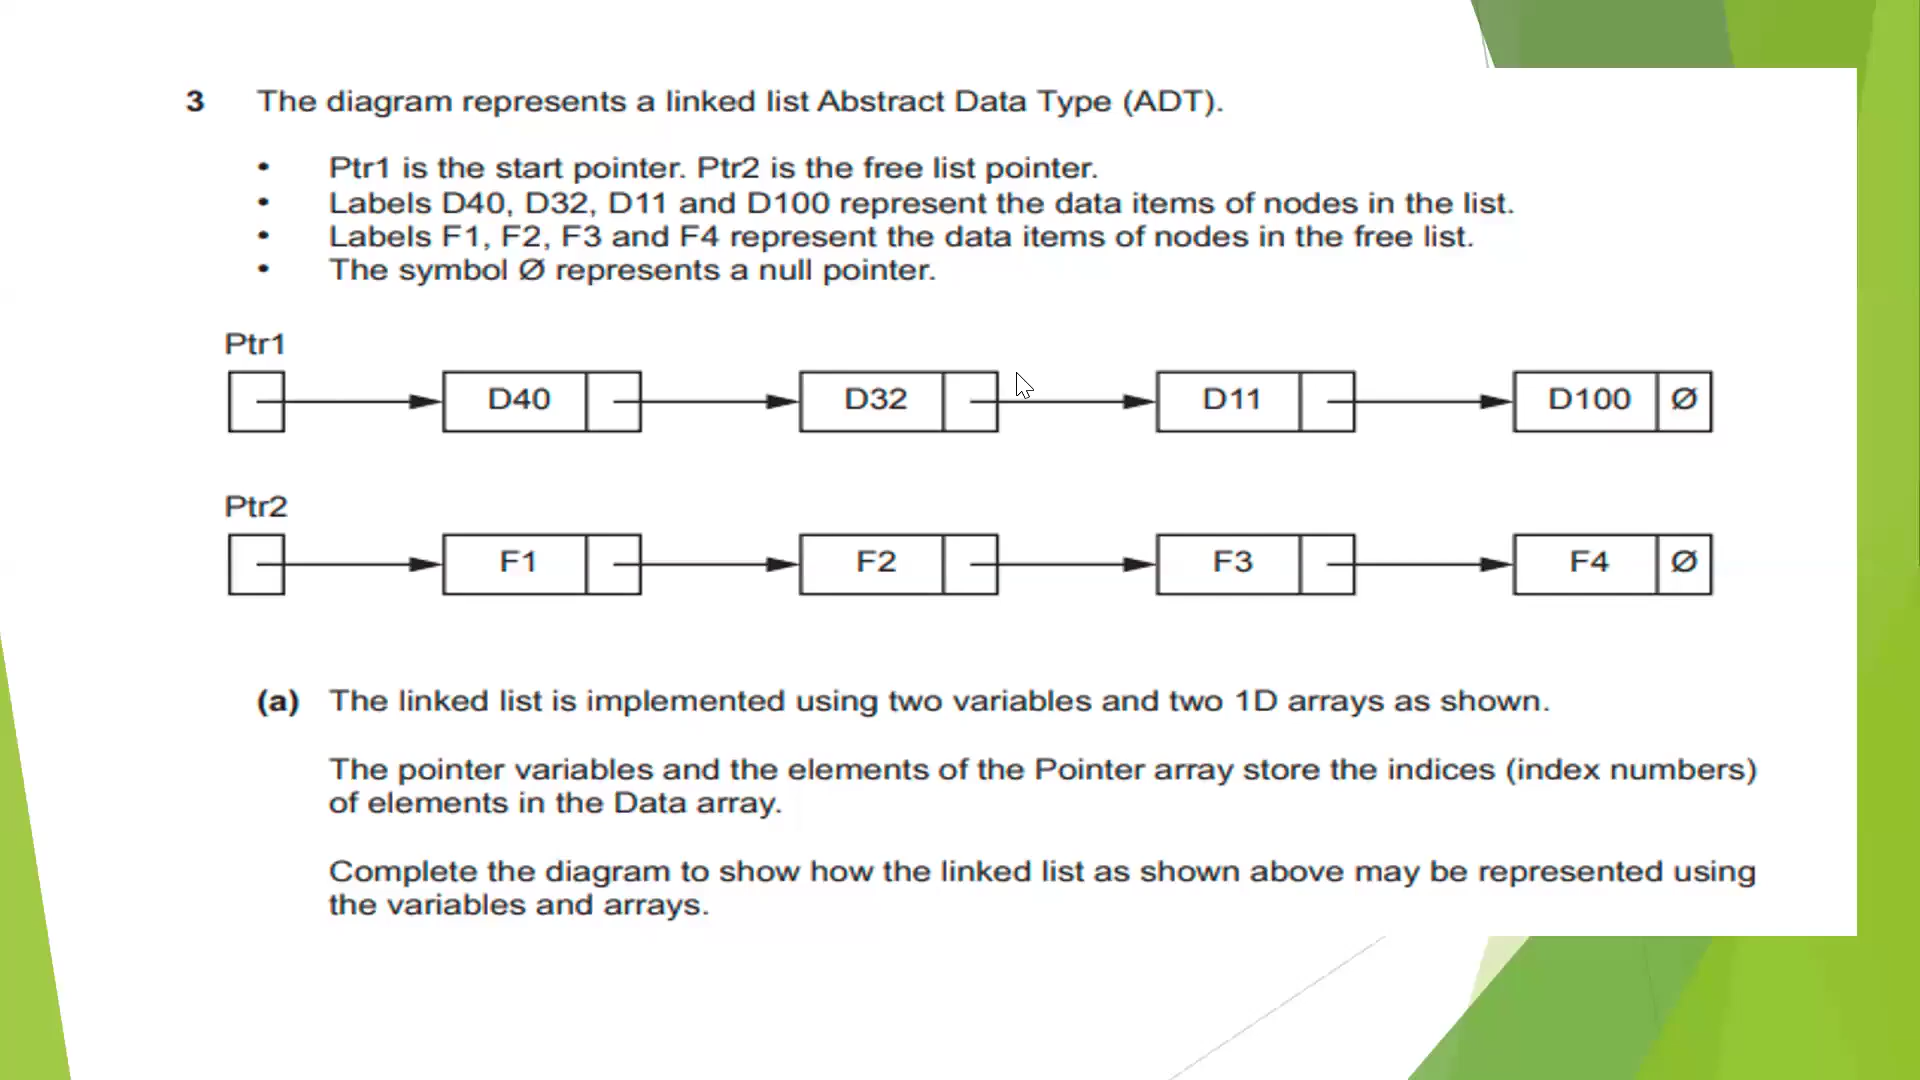 3 The diagram represents a linked list Abstract Data Type (ADT).
• Ptr1 is the start pointer. Ptr2 is the free list pointer.
• Labels D40, D32, D11 and D100 represent the data items of nodes in the list.
• Labels F1, F2, F3 and F4 represent the data items of nodes in the free list.
• The symbol Ø represents a null pointer.
Ptr1
D40 D32 D11 D100 Ø
Ptr2
F1 F2 F3 F4 Ø
(a) The linked list is implemented using two variables and two 1D arrays as shown.
The pointer variables and the elements of the Pointer array store the indices (index numbers)
of elements in the Data array.
Complete the diagram to show how the linked list as shown above may be represented using
the variables and arrays.